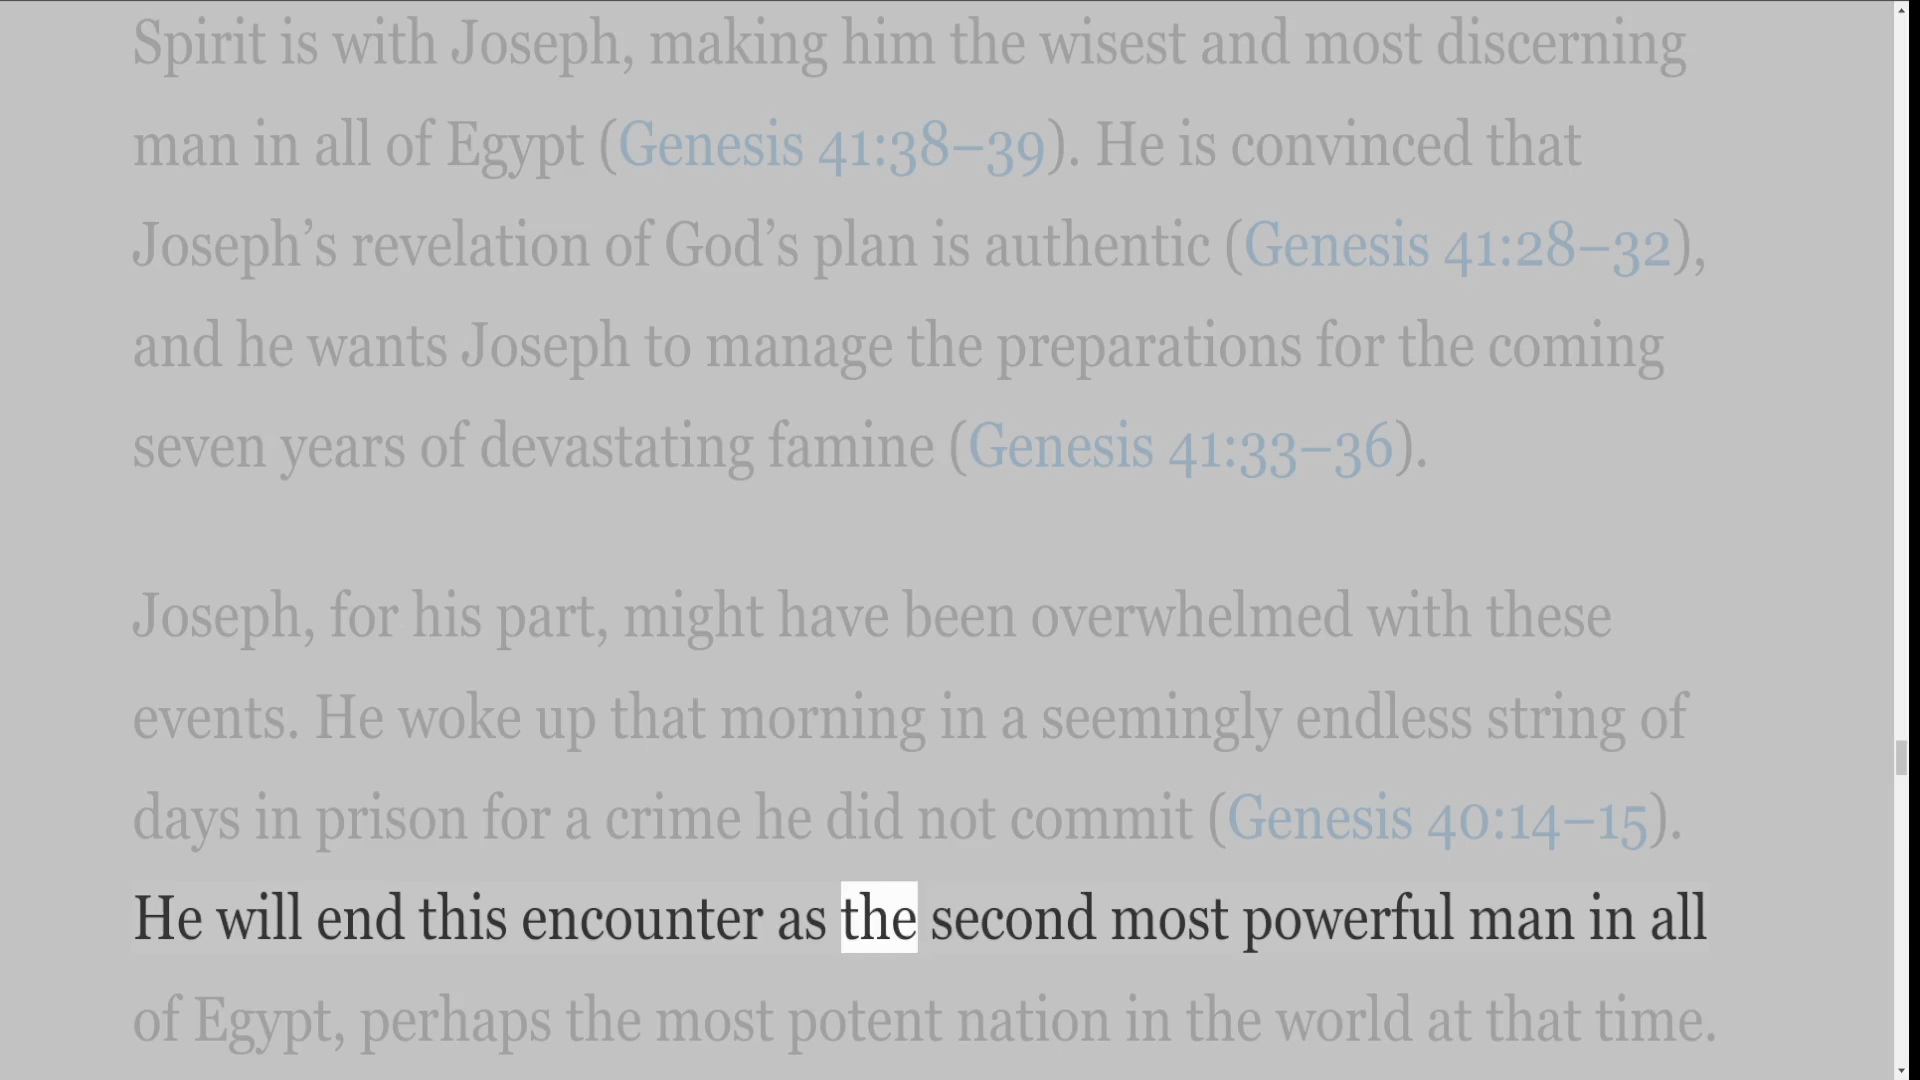 Spirit is with Joseph, making him the wisest and most discerning
man in all of Egypt (Genesis 41:38–39). He is convinced that
Joseph’s revelation of God’s plan is authentic (Genesis 41:28–32),
and he wants Joseph to manage the preparations for the coming
seven years of devastating famine (Genesis 41:33–36).
Joseph, for his part, might have been overwhelmed with these
events. He woke up that morning in a seemingly endless string of
days in prison for a crime he did not commit (Genesis 40:14–15).
He will end this encounter as the second most powerful man in all
of Egypt, perhaps the most potent nation in the world at that time.